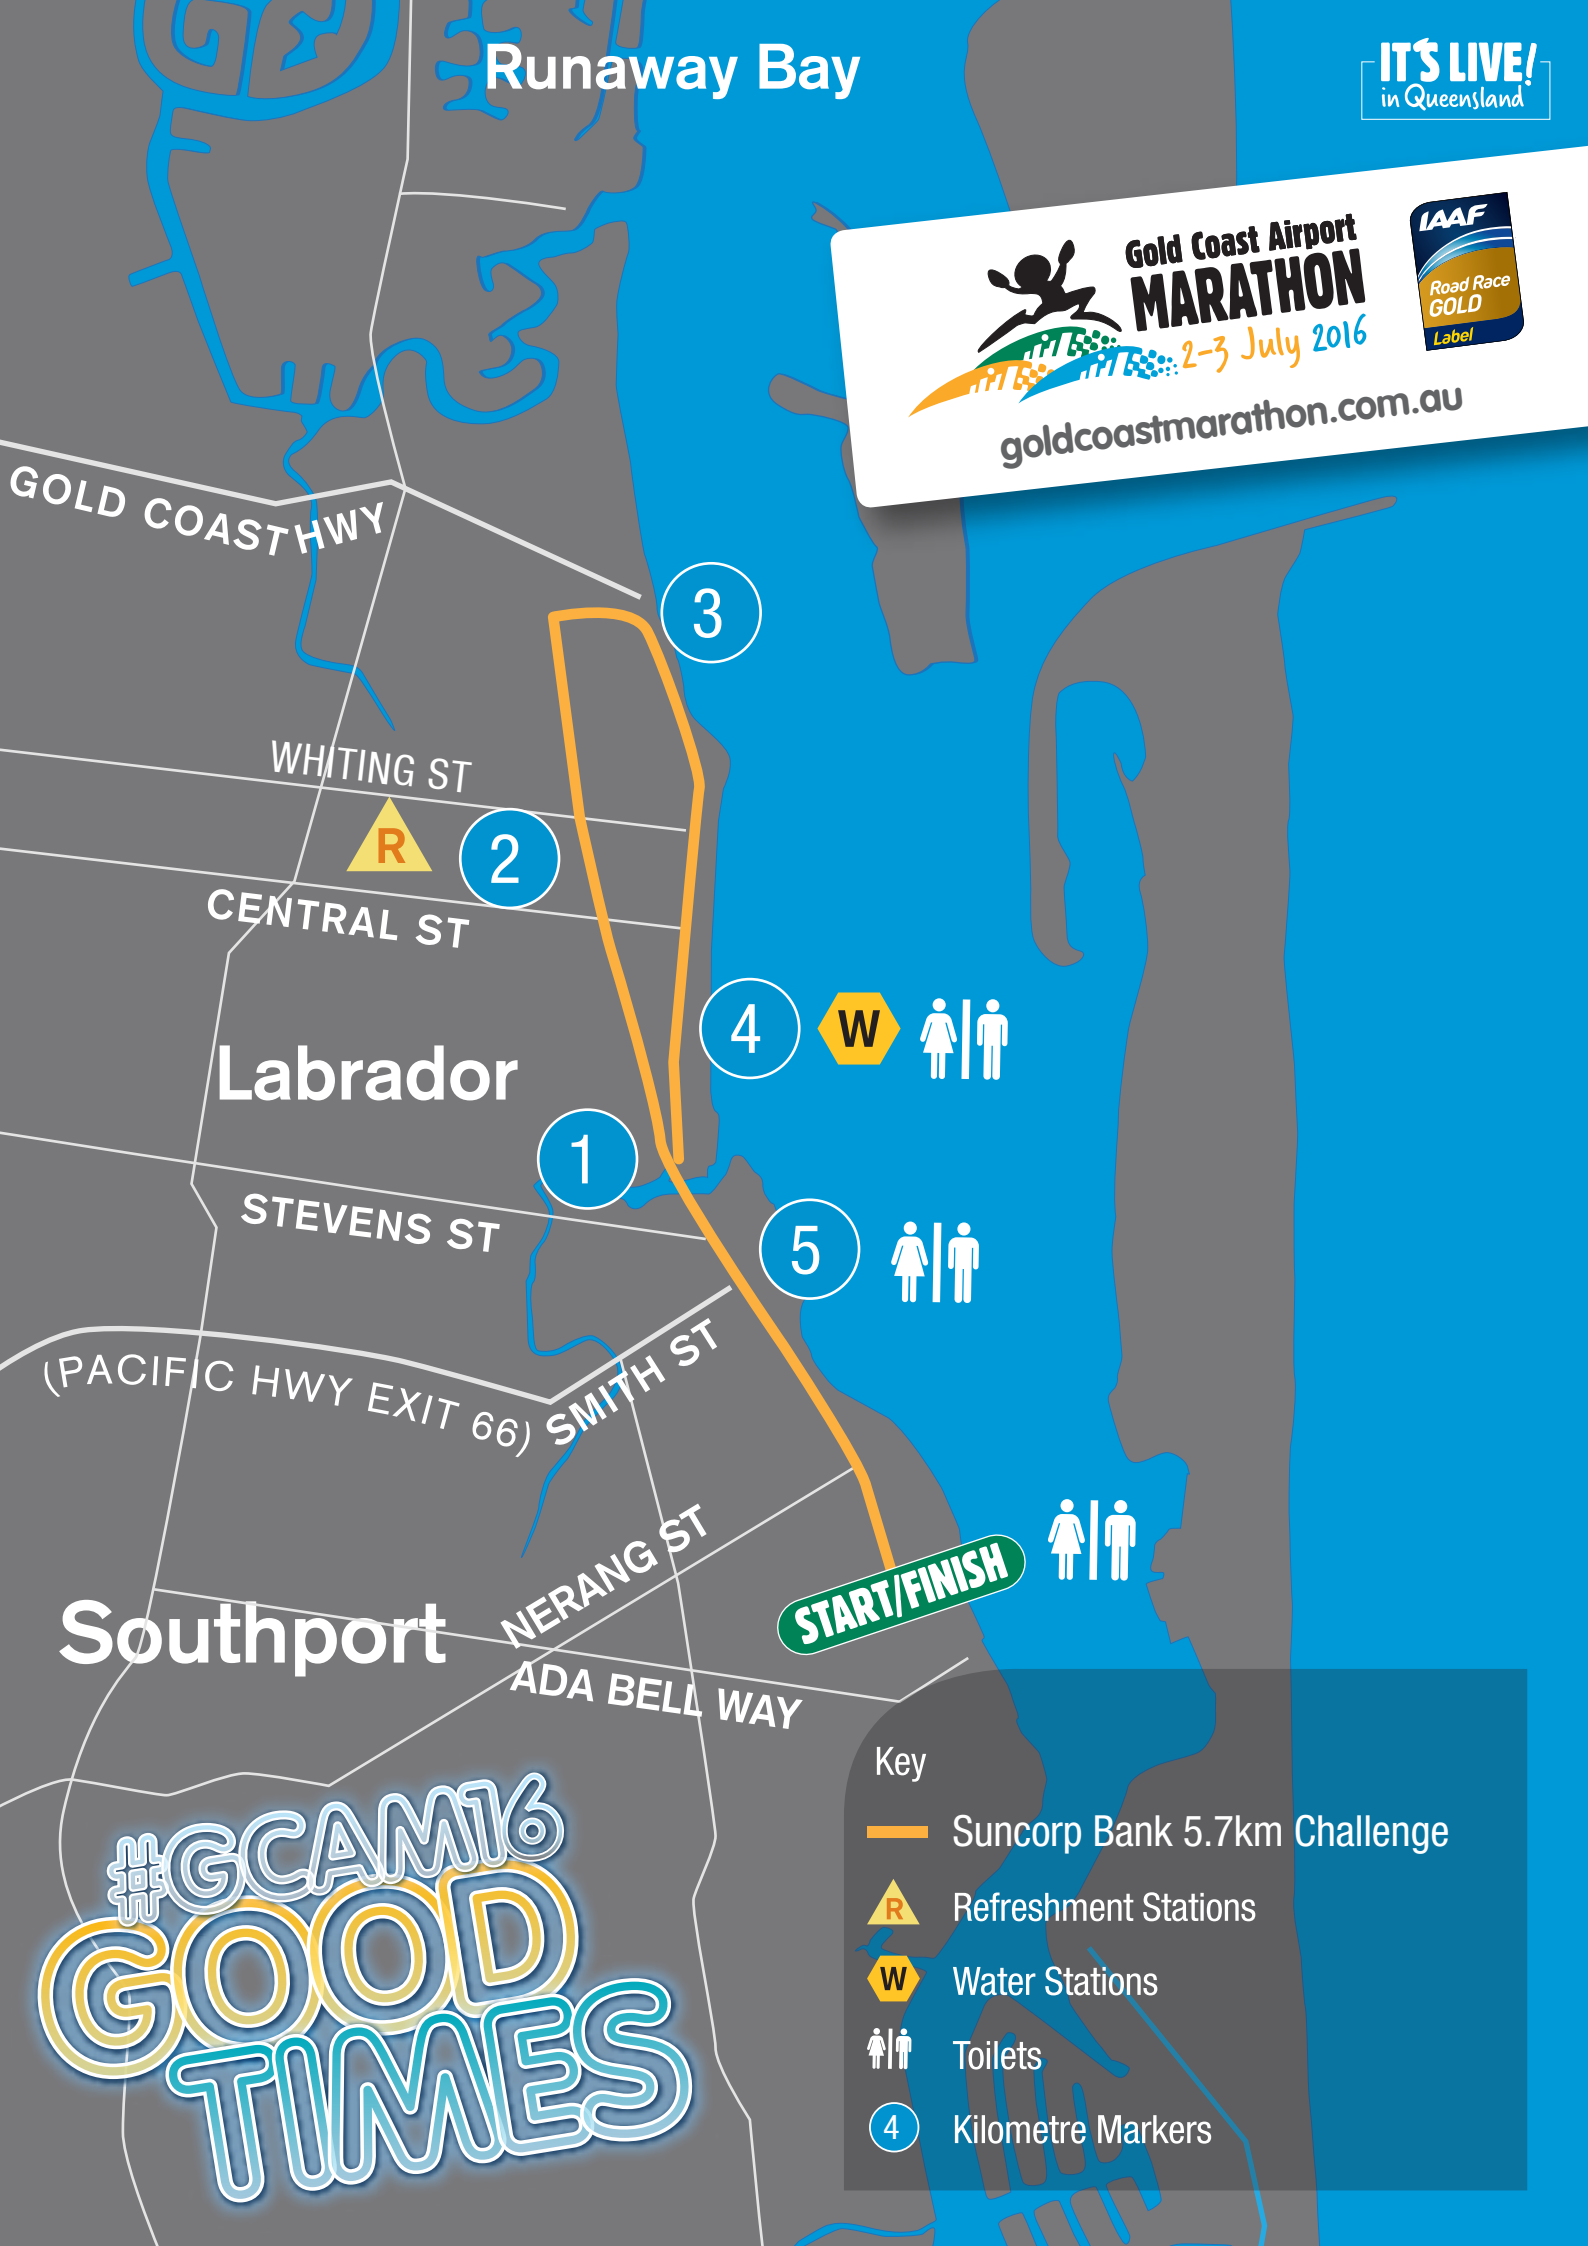 Runaway Bay
IT'S LIVE!
in Queensland
Gold Coast Airport
MARATHON
2-3 July 2016
goldcoastmarathon.com.au
IAAF
Road Race
GOLD
Label
GOLD COAST HWY
3
WHITING ST
R
2
CENTRAL ST
4
W
Labrador
1
STEVENS ST
5
SMITH ST
(PACIFIC HWY EXIT 66)
NERANG ST
START/FINISH
Southport
ADA BELL WAY
Key
Suncorp Bank 5.7km Challenge
R
Refreshment Stations
W
Water Stations
Toilets
4
Kilometre Markers
#GCAM16
GOOD
TIMES